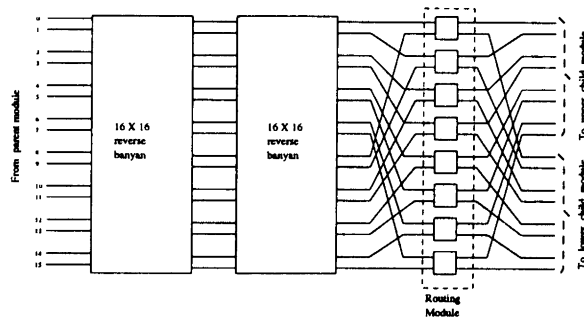 From parent module
0
1
2
3
4
5
6
7
8
9
10
11
12
13
14
15
16 X 16
reverse
banyan
16 X 16
reverse
banyan
Routing
Module
To upper child module
To lower child module